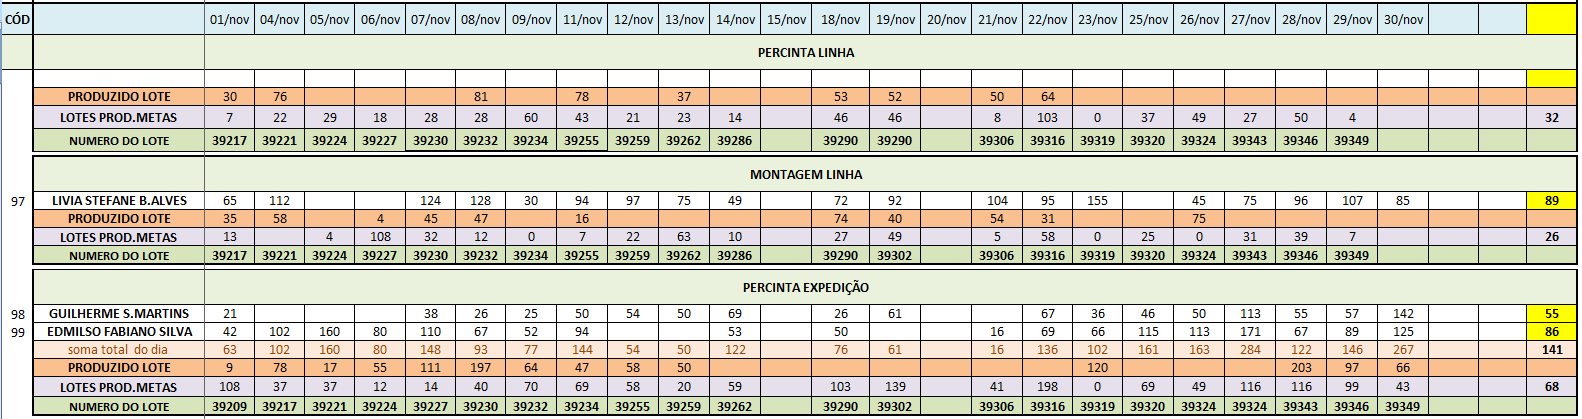 CÓD 01/nov 04/nov 05/nov 06/nov 07/nov 08/nov 09/nov 11/nov 12/nov 13/nov 14/nov 15/nov 18/nov 19/nov 20/nov 21/nov 22/nov 23/nov 25/nov 26/nov 27/nov 28/nov 29/nov 30/nov
PERCINTA LINHA
PRODUZIDO LOTE 30 76 81 78 37 53 52 50 64
LOTES PROD.METAS 7 22 29 18 28 28 60 43 21 23 14 46 46 8 103 0 37 49 27 50 4 32
NUMERO DO LOTE 39217 39221 39224 39227 39230 39232 39234 39255 39259 39262 39286 39290 39290 39306 39316 39319 39320 39324 39343 39346 39349
MONTAGEM LINHA
97 LIVIA STEFANE B.ALVES 65 112 124 128 30 94 97 75 49 72 92 104 95 155 45 75 96 107 85 89
PRODUZIDO LOTE 35 58 4 45 47 16 74 40 54 31 75
LOTES PROD.METAS 13 4 108 32 12 0 7 22 63 10 27 49 5 58 0 25 0 31 39 7 26
NUMERO DO LOTE 39217 39221 39224 39227 39230 39232 39234 39255 39259 39262 39286 39290 39302 39306 39316 39319 39320 39324 39343 39346 39349
PERCINTA EXPEDIÇÃO
98 GUILHERME S.MARTINS 21 38 26 25 50 54 50 69 26 61 67 36 46 50 113 55 57 142 55
99 EDMILSO FABIANO SILVA 42 102 160 80 110 67 52 94 53 50 16 69 66 115 113 171 67 89 125 86
soma total do dia 63 102 160 80 148 93 77 144 54 50 122 76 61 16 136 102 161 163 284 122 146 267 141
PRODUZIDO LOTE 9 78 17 55 111 197 64 47 58 50 120 203 97 66
LOTES PROD.METAS 108 37 37 12 14 40 70 69 58 20 59 103 139 41 198 0 69 49 116 116 99 43 68
NUMERO DO LOTE 39209 39217 39221 39224 39227 39230 39232 39234 39255 39259 39262 39290 39302 39306 39316 39319 39320 39324 39324 39343 39346 39349